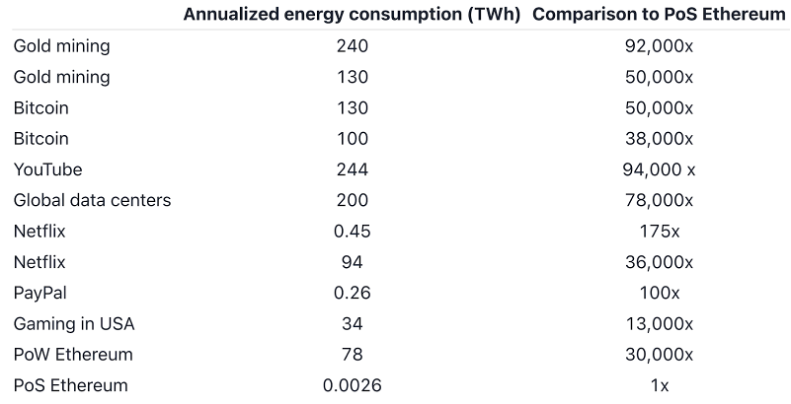 Annualized energy consumption (TWh) Comparison to PoS Ethereum
Gold mining 240 92,000x
Gold mining 130 50,000x
Bitcoin 130 50,000x
Bitcoin 100 38,000x
YouTube 244 94,000 x
Global data centers 200 78,000x
Netflix 0.45 175x
Netflix 94 36,000x
PayPal 0.26 100x
Gaming in USA 34 13,000x
PoW Ethereum 78 30,000x
PoS Ethereum 0.0026 1x